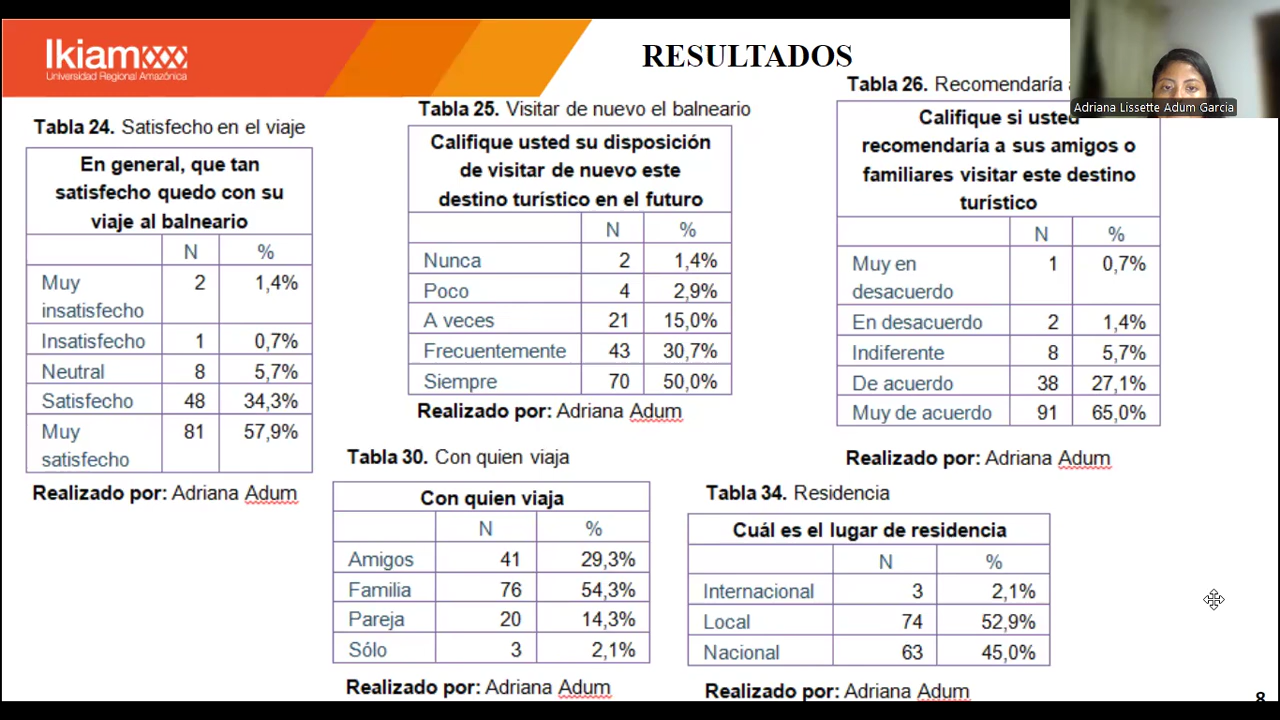 Ikiam
Universidad Regional Amazónica
RESULTADOS
Adriana Lissette Adum Garcia
Tabla 24. Satisfecho en el viaje
En general, que tan
satisfecho quedo con su
viaje al balneario
N %
Muy
insatisfecho 2 1,4%
Insatisfecho 1 0,7%
Neutral 8 5,7%
Satisfecho 48 34,3%
Muy
satisfecho 81 57,9%
Realizado por: Adriana Adum
Tabla 25. Visitar de nuevo el balneario
Califique usted su disposición
de visitar de nuevo este
destino turístico en el futuro
N %
Nunca 2 1,4%
Poco 4 2,9%
A veces 21 15,0%
Frecuentemente 43 30,7%
Siempre 70 50,0%
Realizado por: Adriana Adum
Tabla 26. Recomendaría
Califique si usted
recomendaría a sus amigos o
familiares visitar este destino
turístico
N %
Muy en
desacuerdo 1 0,7%
En desacuerdo 2 1,4%
Indiferente 8 5,7%
De acuerdo 38 27,1%
Muy de acuerdo 91 65,0%
Realizado por: Adriana Adum
Tabla 30. Con quien viaja
Con quien viaja
N %
Amigos 41 29,3%
Familia 76 54,3%
Pareja 20 14,3%
Sólo 3 2,1%
Realizado por: Adriana Adum
Tabla 34. Residencia
Cuál es el lugar de residencia
N %
Internacional 3 2,1%
Local 74 52,9%
Nacional 63 45,0%
Realizado por: Adriana Adum
8